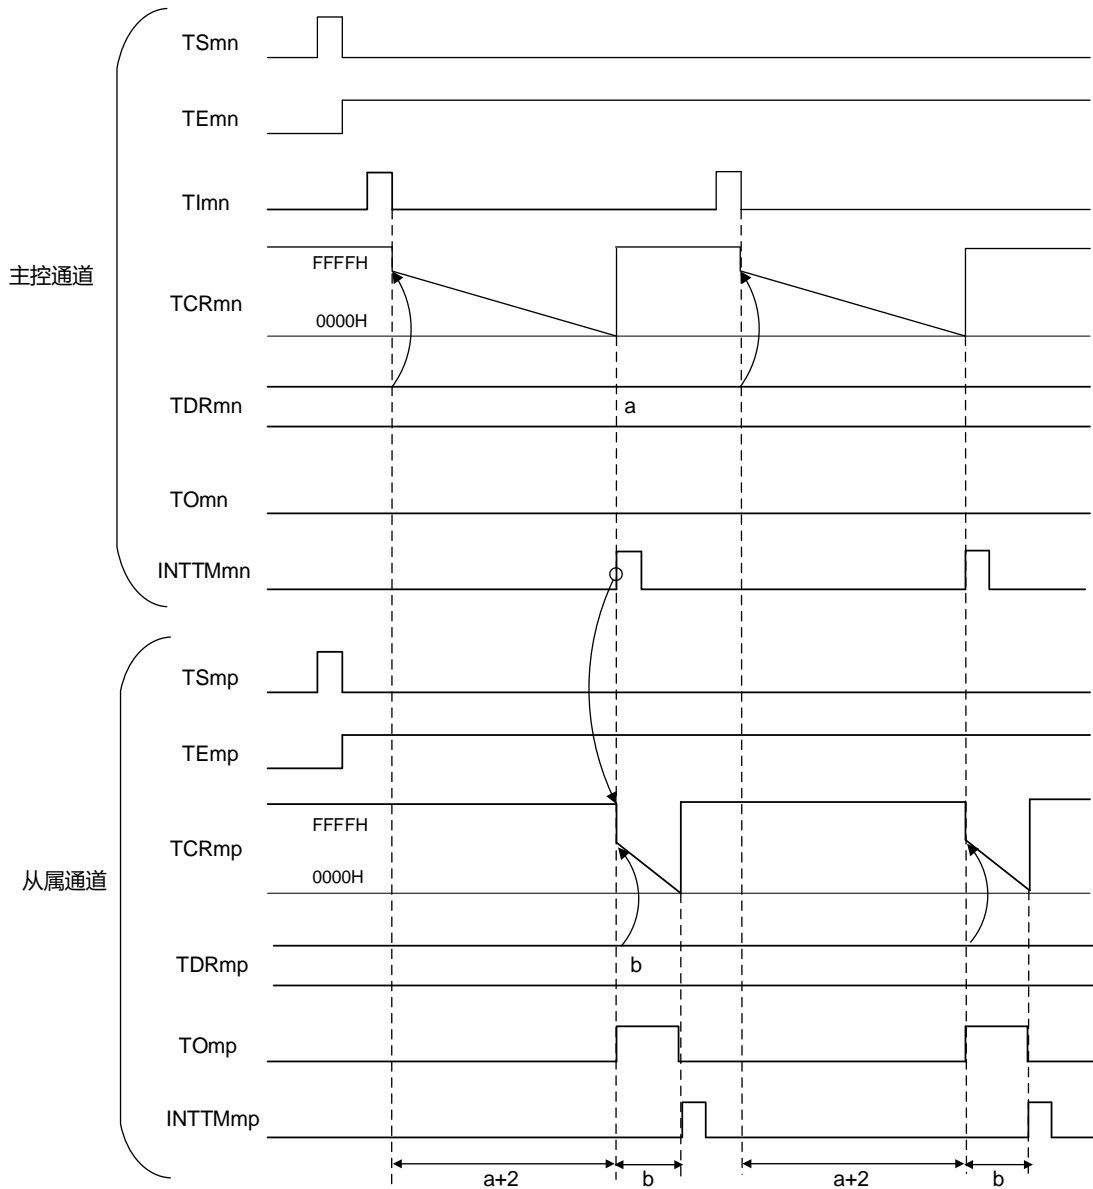 TSmn
TEmn
TImn
主控通道
FFFFH
TCRmn
0000H
TDRmn
a
TOmn
INTTMmn
TSmp
TEmp
FFFFH
TCRmp
从属通道
0000H
TDRmp
b
TOmp
INTTMmp
a+2 b a+2 b